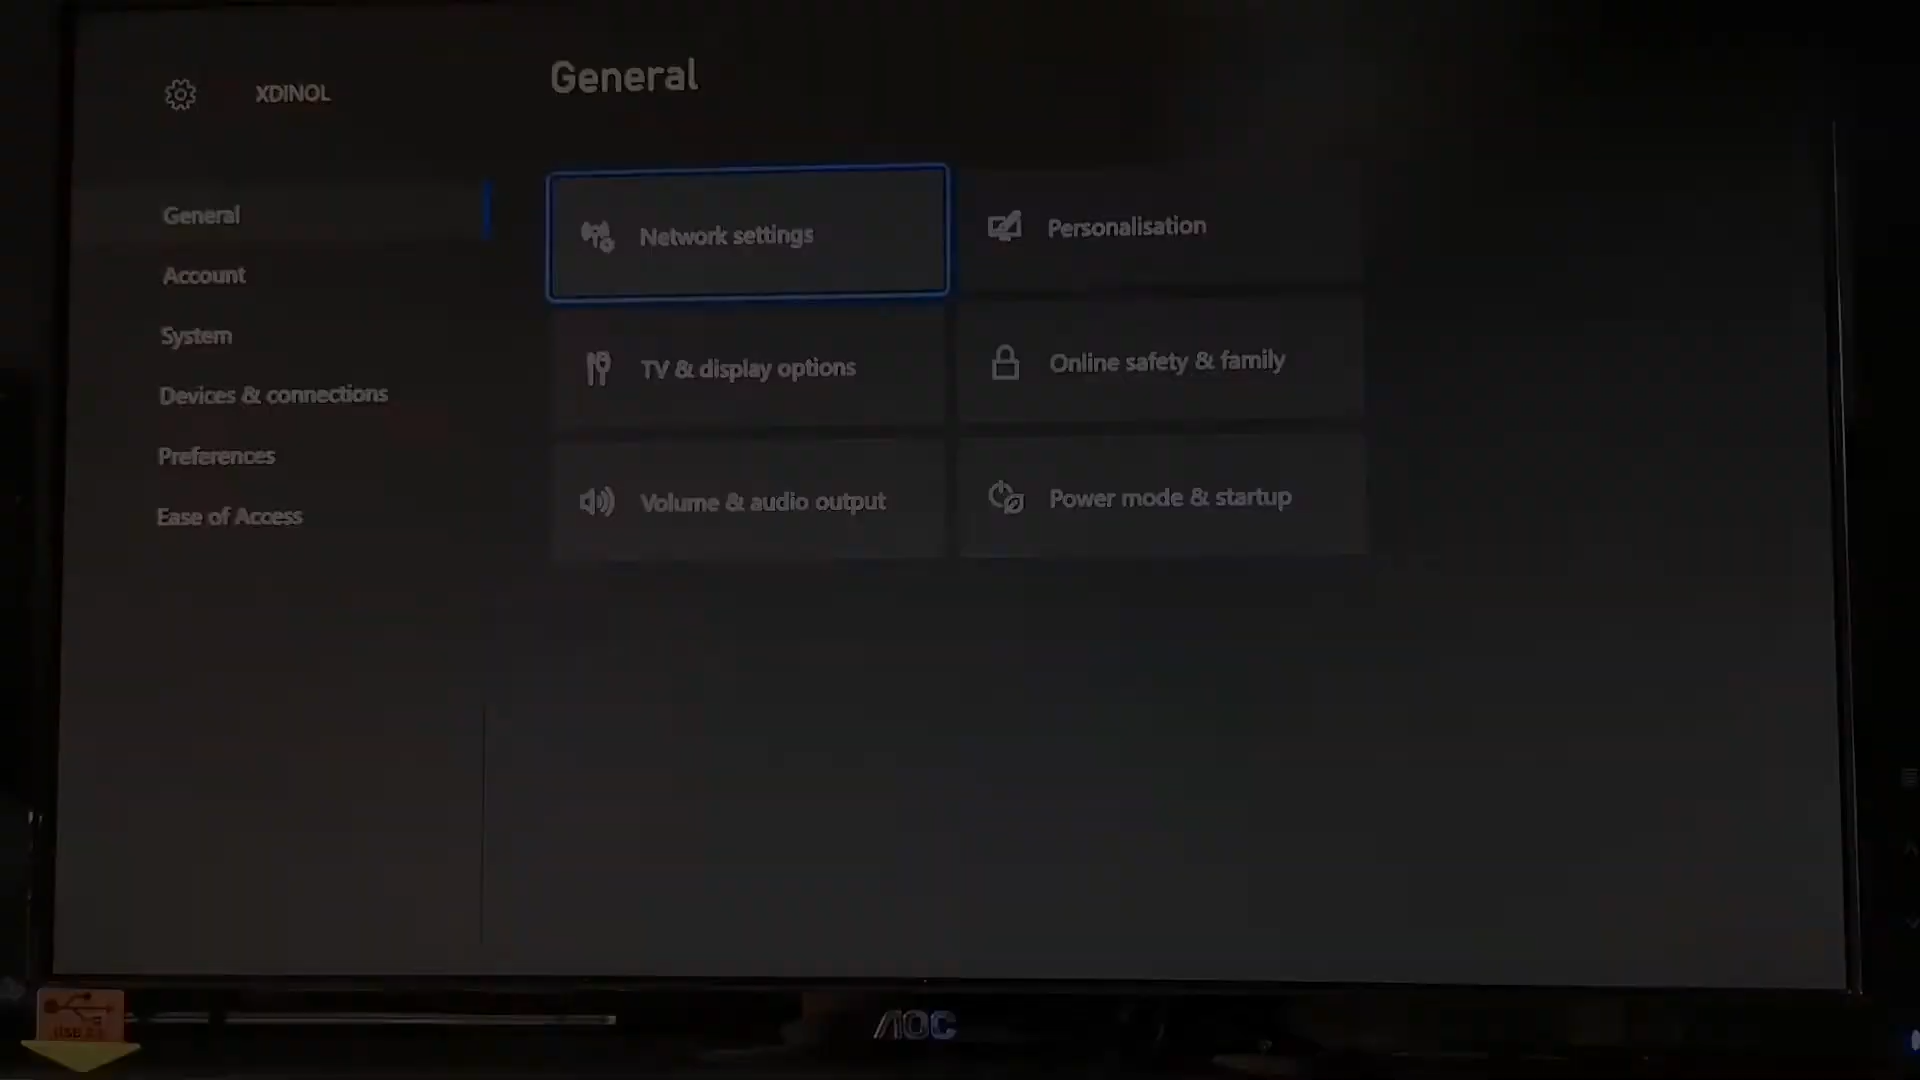 XDINOL
General
General
Account
System
Devices & connections
Preferences
Ease of Access
Network settings
Personalisation
TV & display options
Online safety & family
Volume & audio output
Power mode & startup
AOC